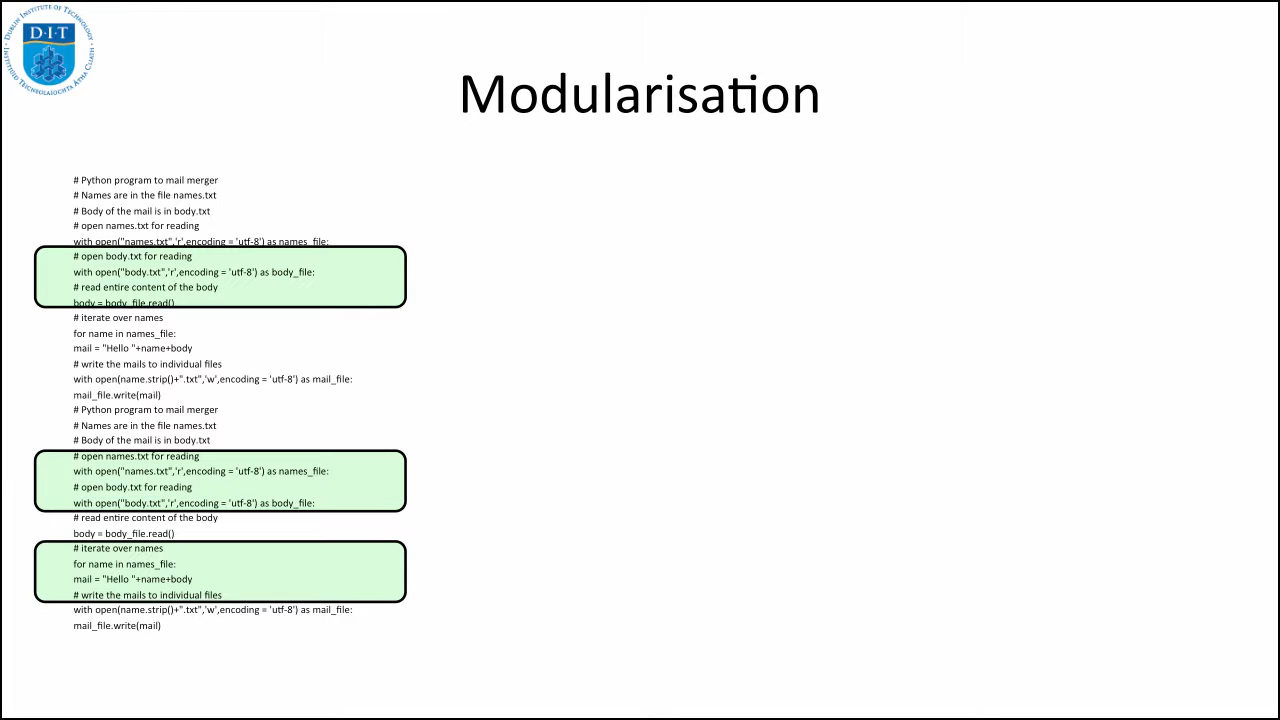 DUBLIN INSTITUTE OF TECHNOLOGY
D·I·T
INSTITIÚID TEICNEOLAÍOCHTA ÁTHA CLIATH
Modularisation
# Python program to mail merger
# Names are in the file names.txt
# Body of the mail is in body.txt
# open names.txt for reading
with open("names.txt",'r',encoding = 'utf-8') as names_file:
# open body.txt for reading
with open("body.txt",'r',encoding = 'utf-8') as body_file:
# read entire content of the body
body = body_file.read()
# iterate over names
for name in names_file:
mail = "Hello "+name+body
# write the mails to individual files
with open(name.strip()+".txt",'w',encoding = 'utf-8') as mail_file:
mail_file.write(mail)
# Python program to mail merger
# Names are in the file names.txt
# Body of the mail is in body.txt
# open names.txt for reading
with open("names.txt",'r',encoding = 'utf-8') as names_file:
# open body.txt for reading
with open("body.txt",'r',encoding = 'utf-8') as body_file:
# read entire content of the body
body = body_file.read()
# iterate over names
for name in names_file:
mail = "Hello "+name+body
# write the mails to individual files
with open(name.strip()+".txt",'w',encoding = 'utf-8') as mail_file:
mail_file.write(mail)